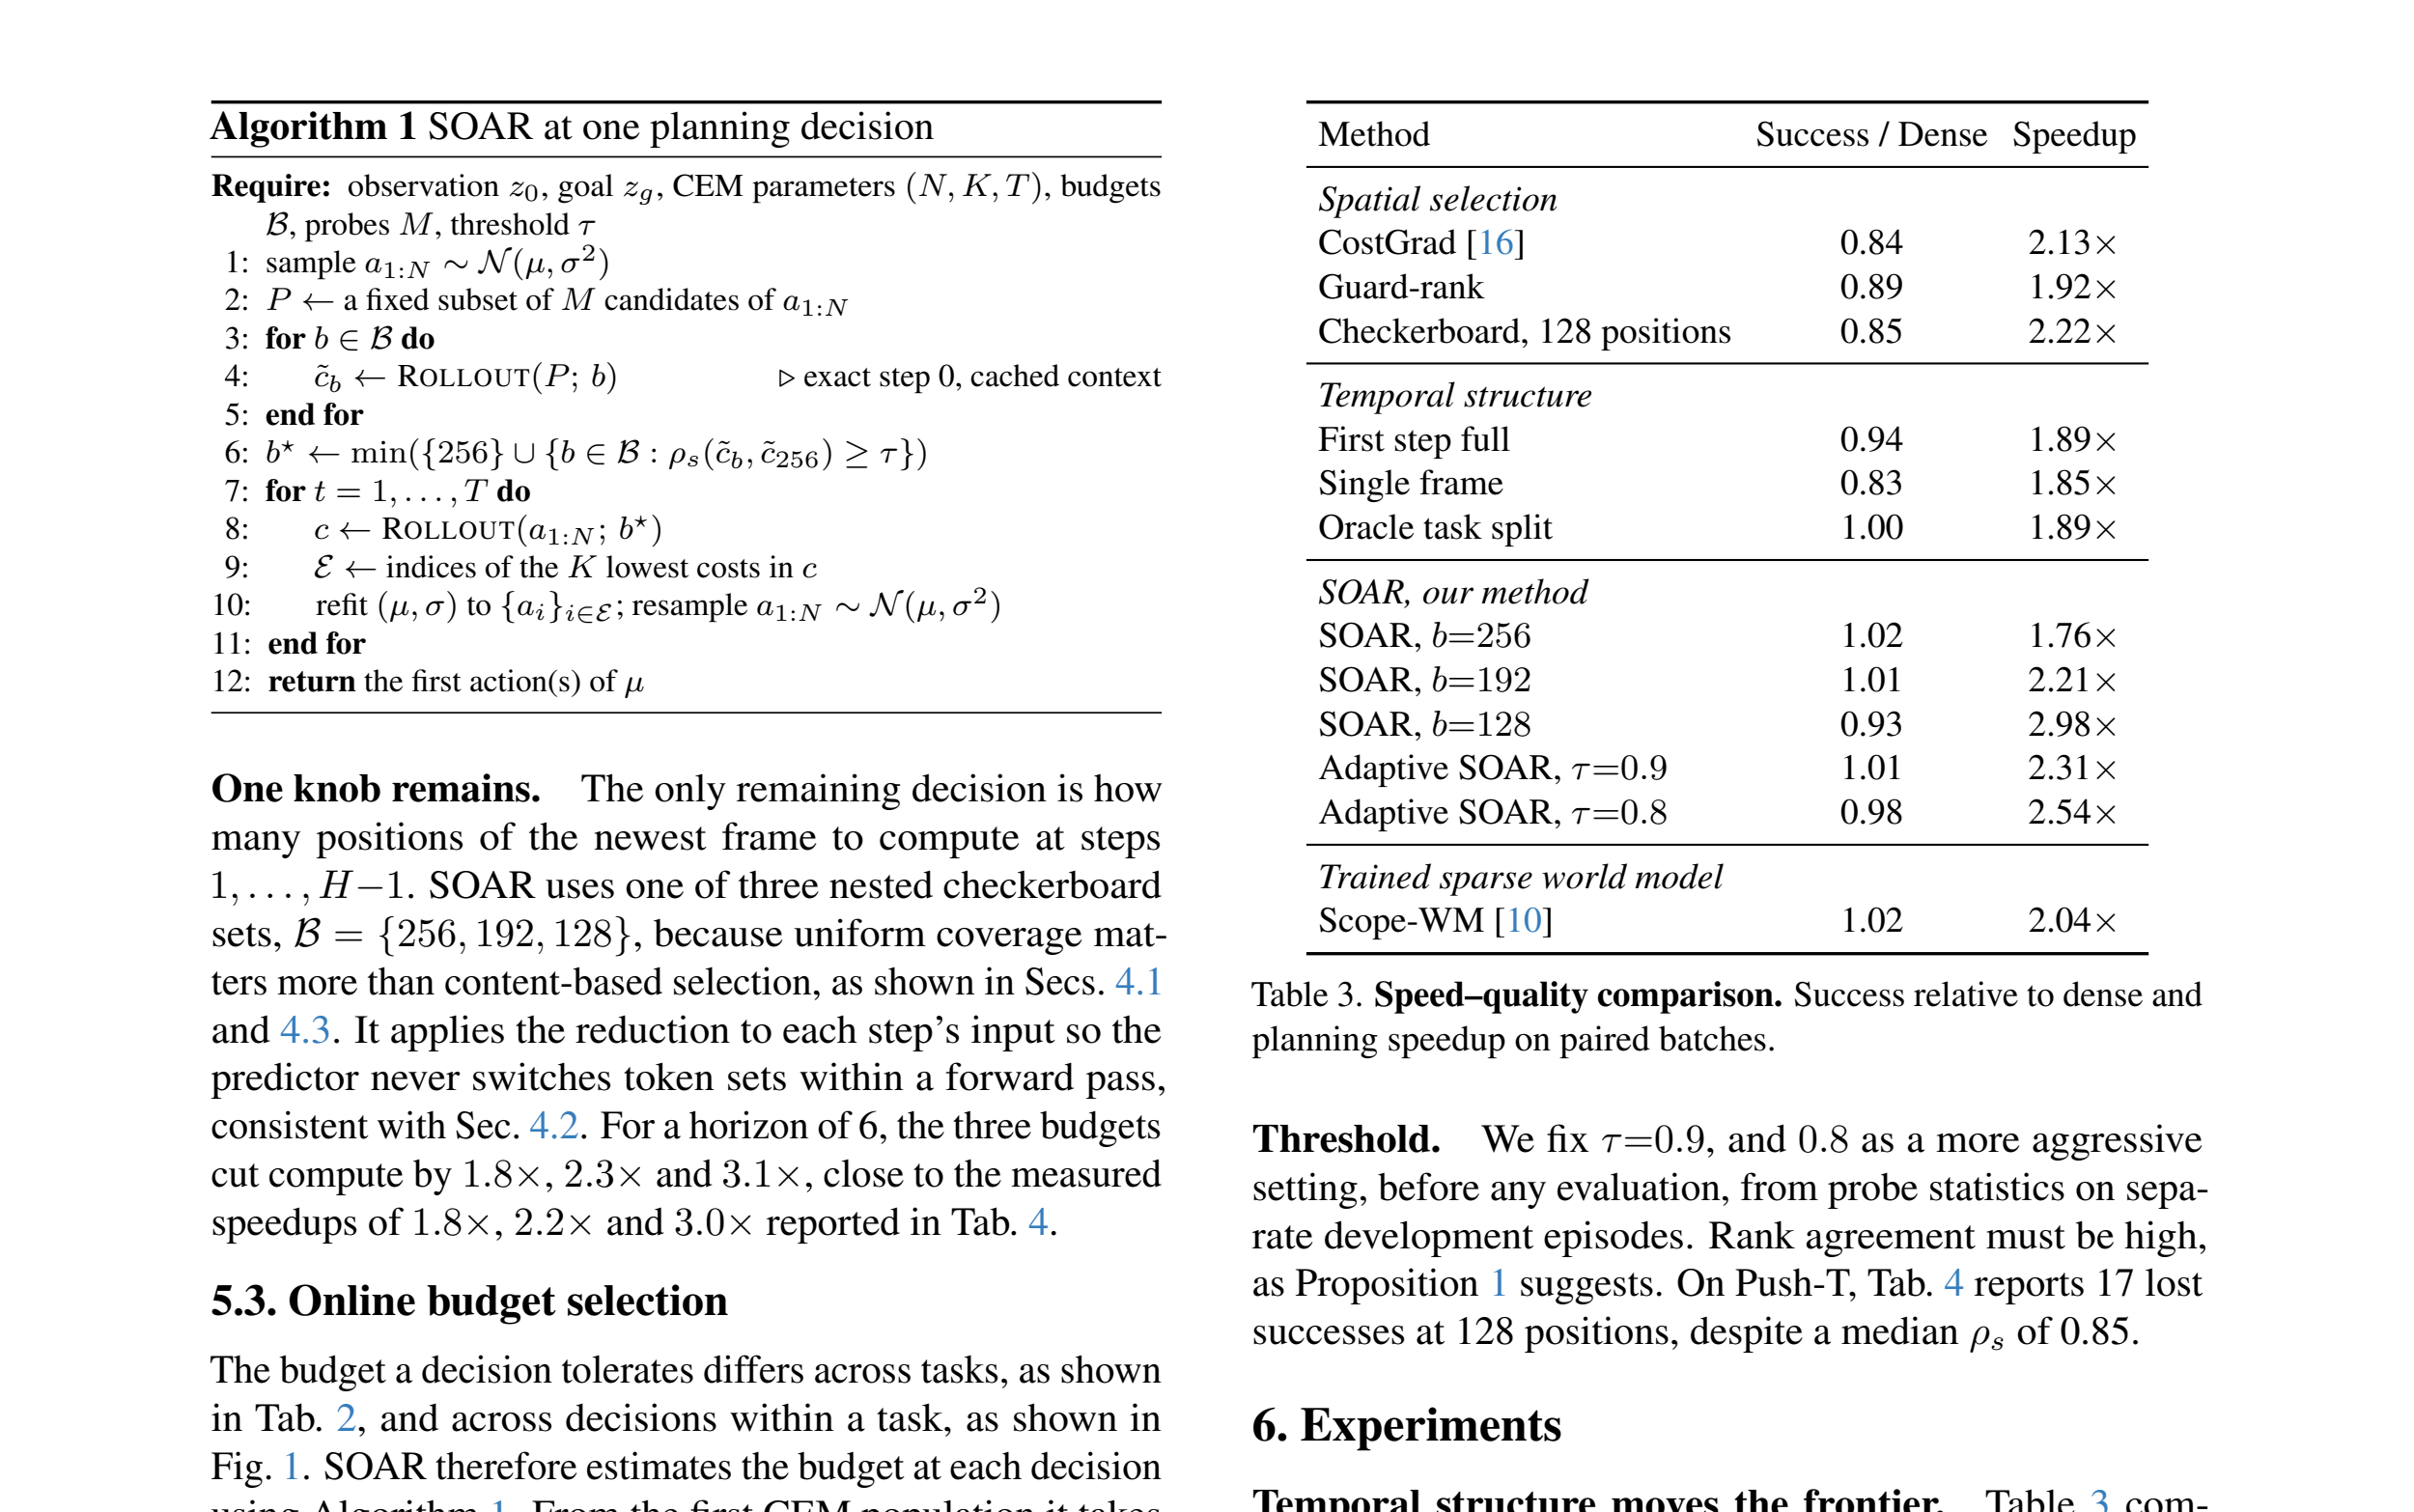 Algorithm 1 SOAR at one planning decision
Require: observation z₀, goal z_g, CEM parameters (N, K, T), budgets
ℬ, probes M, threshold τ
1: sample a₁:N ∼ 𝒩(μ, σ²)
2: P ← a fixed subset of M candidates of a₁:N
3: for b ∈ ℬ do
4: c̃_b ← ROLLOUT(P; b) ▷ exact step 0, cached context
5: end for
6: b⋆ ← min({256} ∪ {b ∈ ℬ : ρ_s(c̃_b, c̃₂₅₆) ≥ τ})
7: for t = 1, . . . , T do
8: c ← ROLLOUT(a₁:N; b⋆)
9: ℰ ← indices of the K lowest costs in c
10: refit (μ, σ) to {a_i}_{i∈ℰ}; resample a₁:N ∼ 𝒩(μ, σ²)
11: end for
12: return the first action(s) of μ
One knob remains. The only remaining decision is how
many positions of the newest frame to compute at steps
1, . . . , H−1. SOAR uses one of three nested checkerboard
sets, ℬ = {256, 192, 128}, because uniform coverage mat-
ters more than content-based selection, as shown in Secs. 4.1
and 4.3. It applies the reduction to each step's input so the
predictor never switches token sets within a forward pass,
consistent with Sec. 4.2. For a horizon of 6, the three budgets
cut compute by 1.8×, 2.3× and 3.1×, close to the measured
speedups of 1.8×, 2.2× and 3.0× reported in Tab. 4.
5.3. Online budget selection
The budget a decision tolerates differs across tasks, as shown
in Tab. 2, and across decisions within a task, as shown in
Fig. 1. SOAR therefore estimates the budget at each decision
using Algorithm 1. From the first CEM population it takes
Method Success / Dense Speedup
Spatial selection
CostGrad [16] 0.84 2.13×
Guard-rank 0.89 1.92×
Checkerboard, 128 positions 0.85 2.22×
Temporal structure
First step full 0.94 1.89×
Single frame 0.83 1.85×
Oracle task split 1.00 1.89×
SOAR, our method
SOAR, b=256 1.02 1.76×
SOAR, b=192 1.01 2.21×
SOAR, b=128 0.93 2.98×
Adaptive SOAR, τ=0.9 1.01 2.31×
Adaptive SOAR, τ=0.8 0.98 2.54×
Trained sparse world model
Scope-WM [10] 1.02 2.04×
Table 3. Speed–quality comparison. Success relative to dense and
planning speedup on paired batches.
Threshold. We fix τ=0.9, and 0.8 as a more aggressive
setting, before any evaluation, from probe statistics on sepa-
rate development episodes. Rank agreement must be high,
as Proposition 1 suggests. On Push-T, Tab. 4 reports 17 lost
successes at 128 positions, despite a median ρ_s of 0.85.
6. Experiments
Temporal structure moves the frontier. Table 3 com-